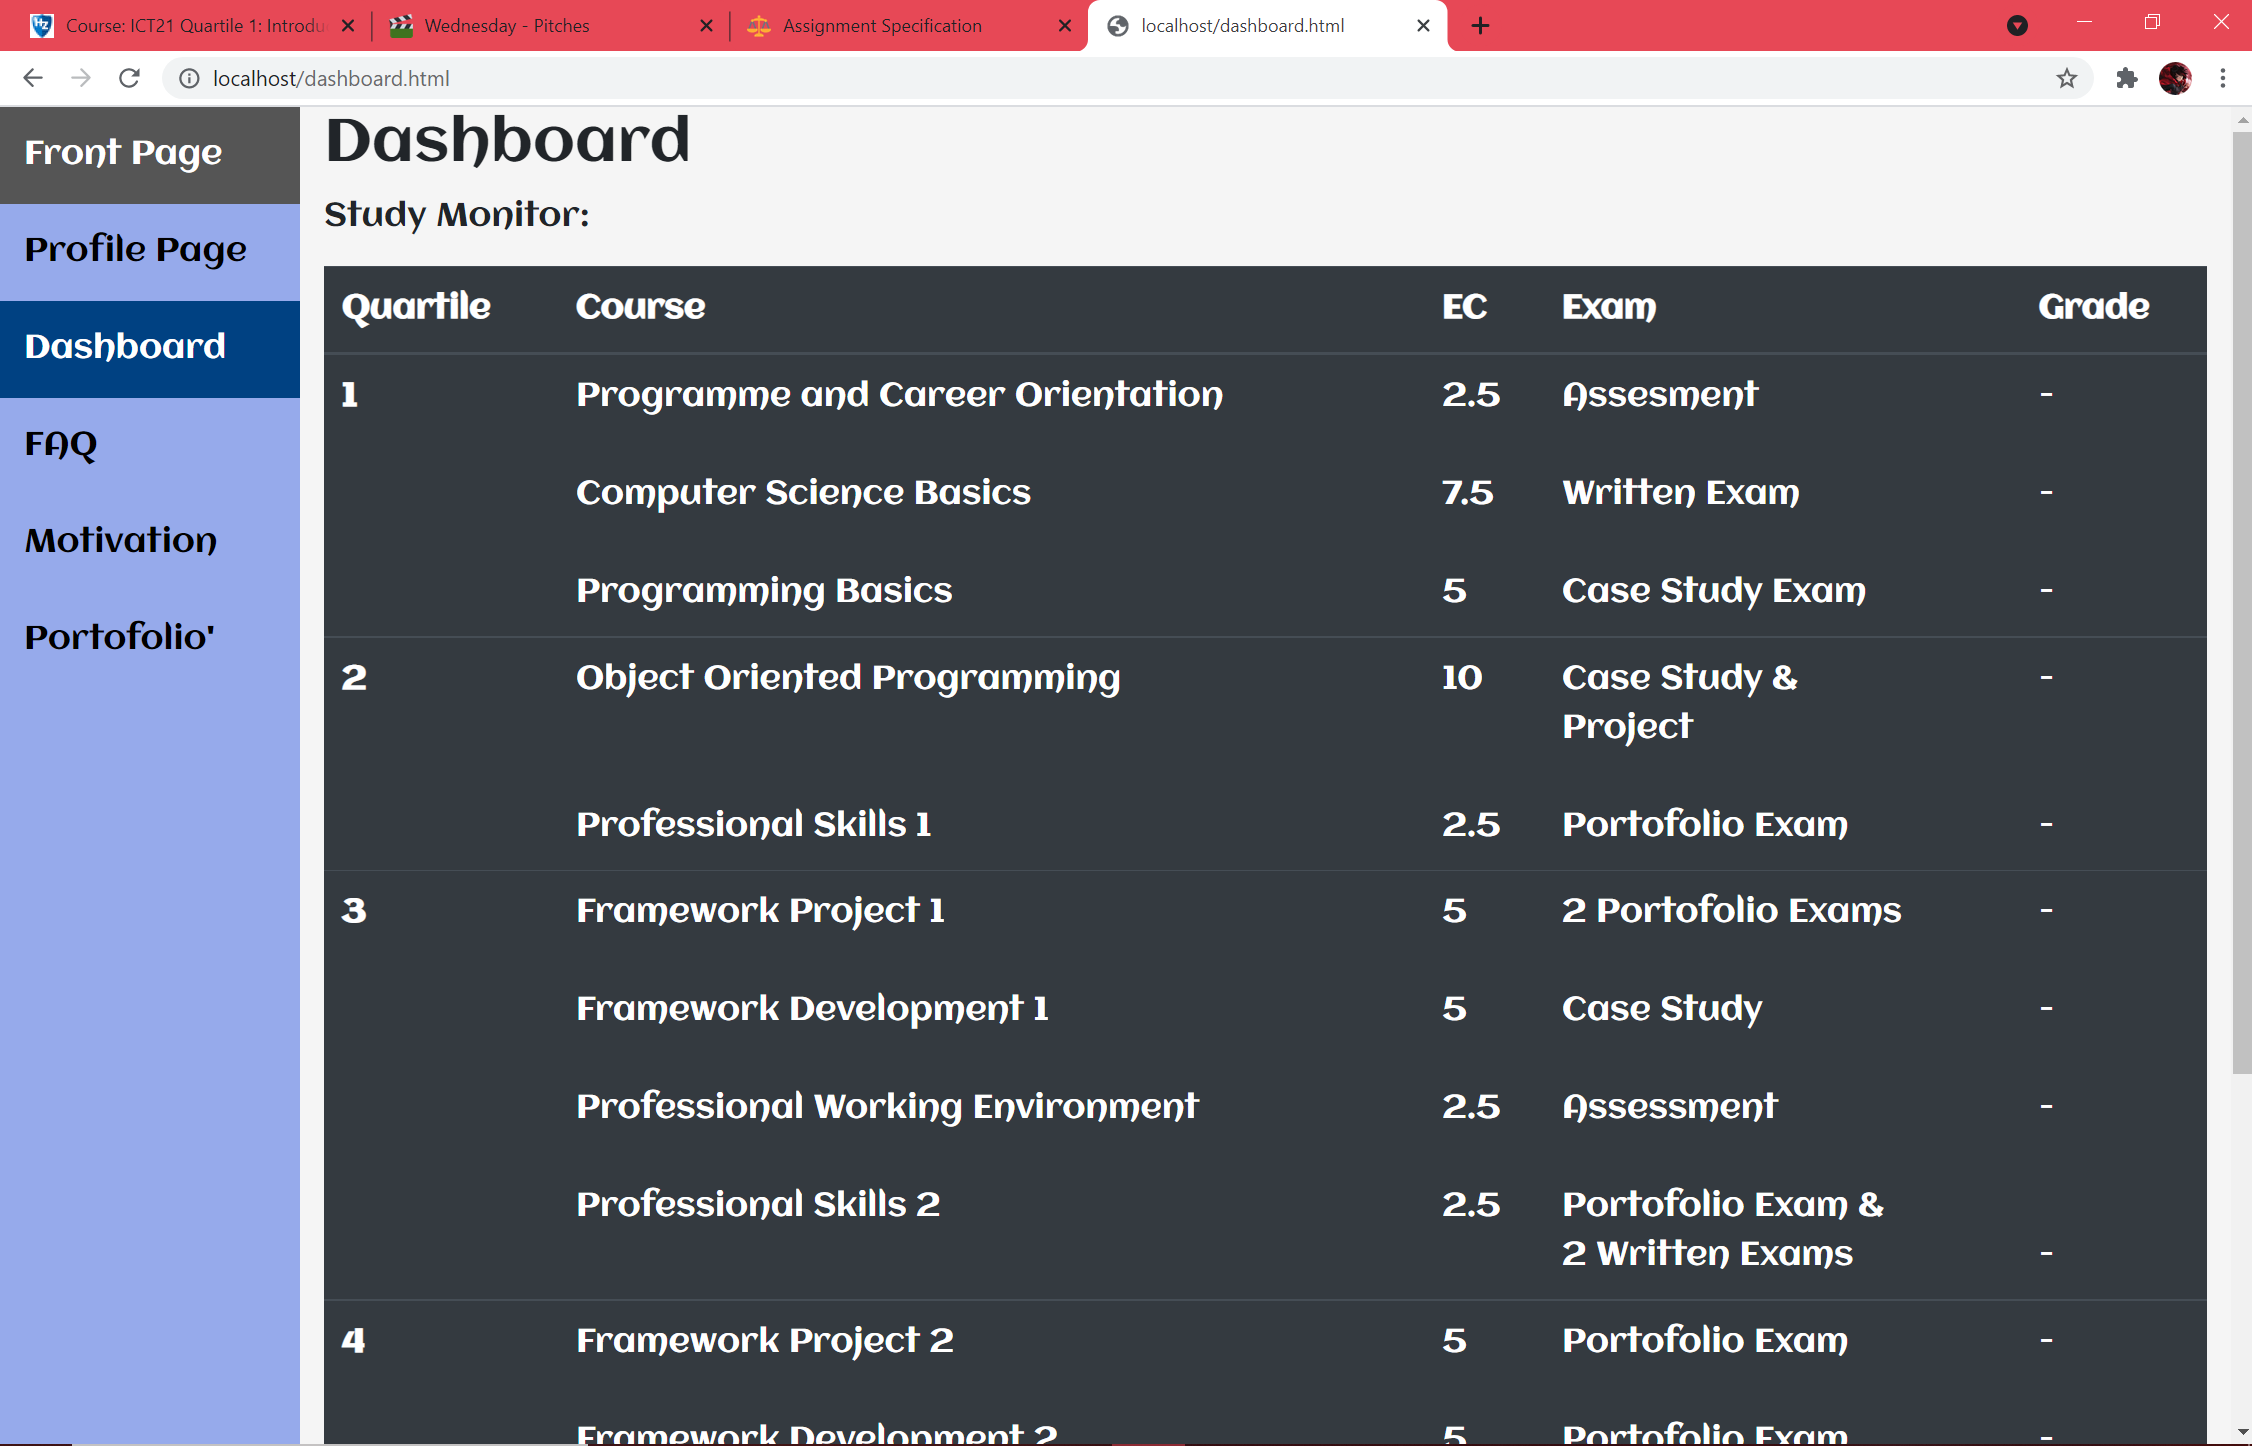 Course: ICT21 Quartile 1: Introdu
Wednesday - Pitches
Assignment Specification
localhost/dashboard.html
localhost/dashboard.html
Front Page
Profile Page
Dashboard
FAQ
Motivation
Portofolio'
Dashboard
Study Monitor:
Quartile Course EC Exam Grade
1 Programme and Career Orientation 2.5 Assesment -
Computer Science Basics 7.5 Written Exam -
Programming Basics 5 Case Study Exam -
2 Object Oriented Programming 10 Case Study & -
Project
Professional Skills 1 2.5 Portofolio Exam -
3 Framework Project 1 5 2 Portofolio Exams -
Framework Development 1 5 Case Study -
Professional Working Environment 2.5 Assessment -
Professional Skills 2 2.5 Portofolio Exam &
2 Written Exams -
4 Framework Project 2 5 Portofolio Exam -
Framework Development 2 5 Portofolio Exam -